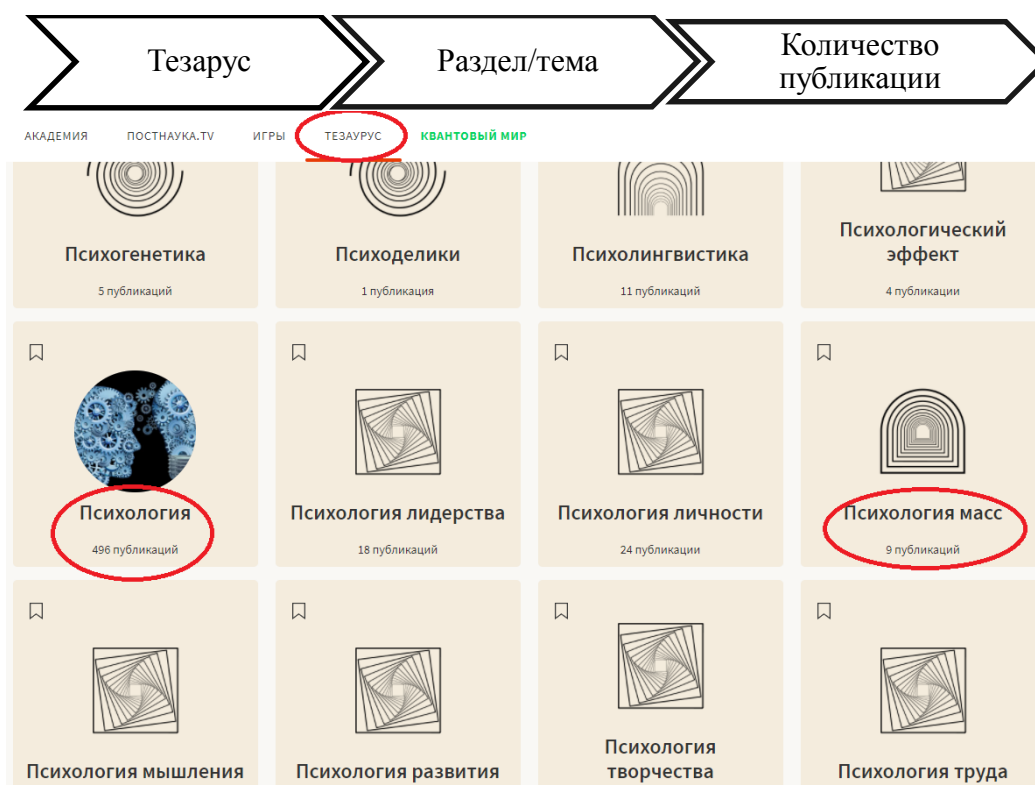 Тезарус
Раздел/тема
Количество
публикации
АКАДЕМИЯ ПОСТНАУКА.TV ИГРЫ ТЕЗАУРУС КВАНТОВЫЙ МИР
Психогенетика
5 публикаций
Психоделики
1 публикация
Психолингвистика
11 публикаций
Психологический
эффект
4 публикации
Психология
496 публикаций
Психология лидерства
18 публикаций
Психология личности
24 публикации
Психология масс
9 публикаций
Психология мышления
Психология развития
Психология
творчества
Психология труда